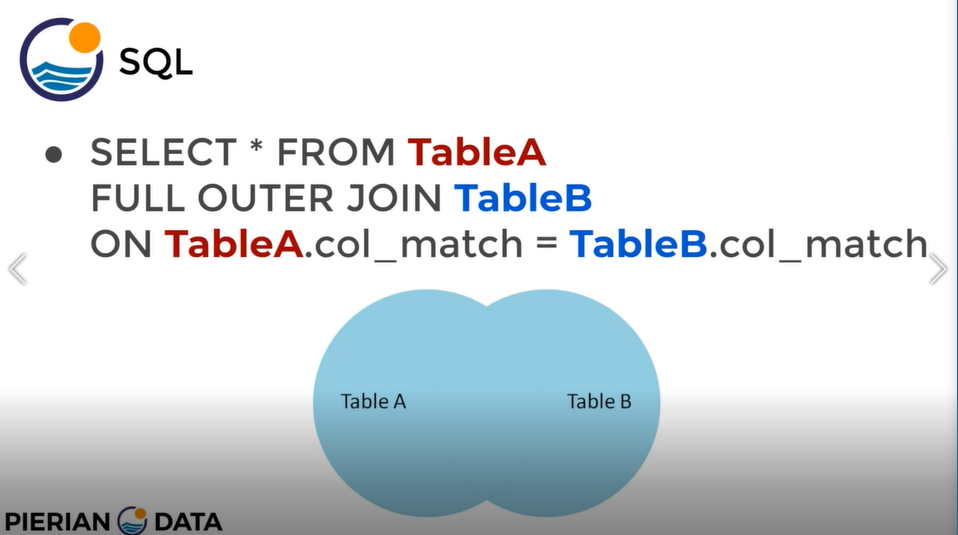 SQL
● SELECT * FROM TableA
FULL OUTER JOIN TableB
ON TableA.col_match = TableB.col_match
Table A
Table B
PIERIAN DATA